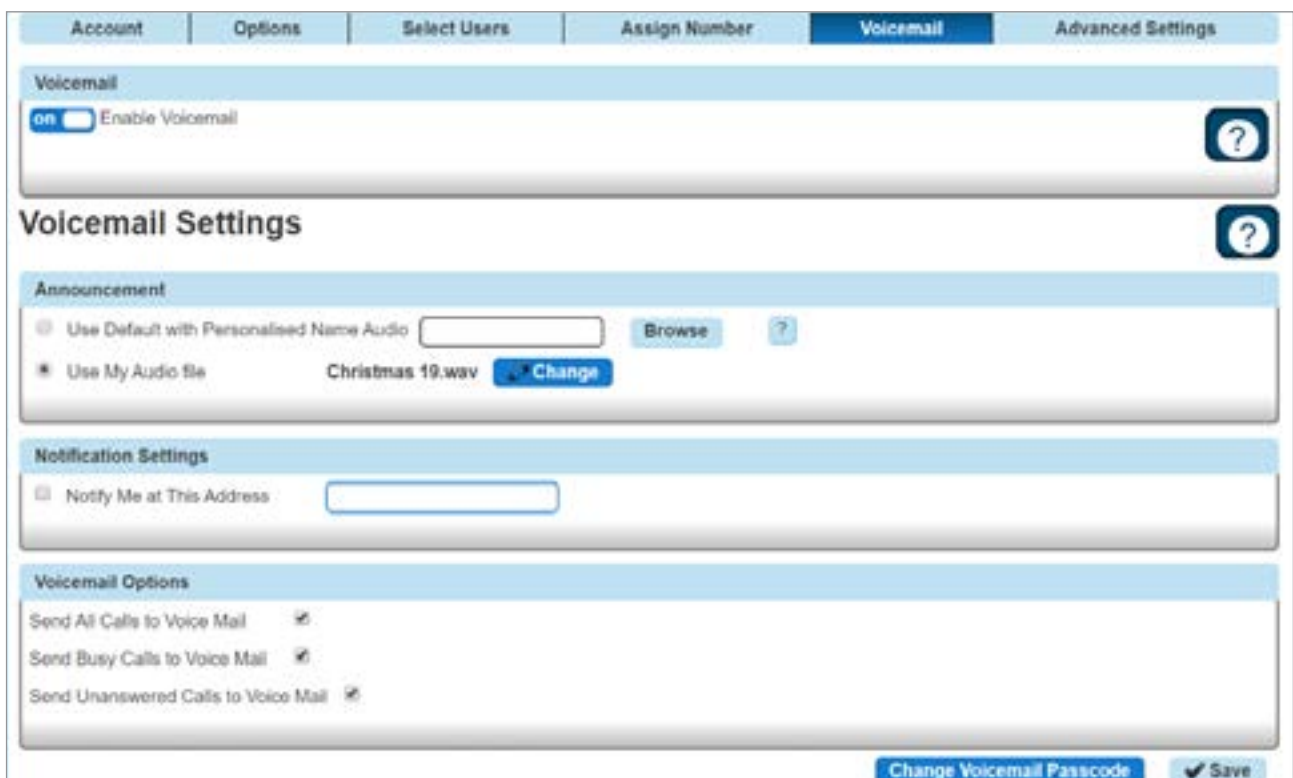 Account Options Select Users Assign Number Voicemail Advanced Settings
Voicemail
on Enable Voicemail
?
Voicemail Settings
?
Announcement
Use Default with Personalised Name Audio Browse ?
Use My Audio file Christmas 19.wav Change
Notification Settings
Notify Me at This Address
Voicemail Options
Send All Calls to Voice Mail
Send Busy Calls to Voice Mail
Send Unanswered Calls to Voice Mail
Change Voicemail Passcode Save